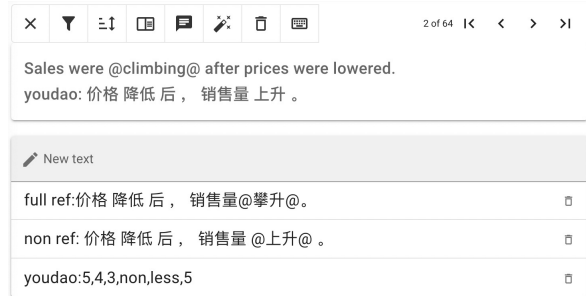 2 of 64
Sales were @climbing@ after prices were lowered.
youdao: 价格 降低 后 ， 销售量 上升 。
New text
full ref:价格 降低 后 ， 销售量@攀升@。
non ref: 价格 降低 后 ， 销售量 @上升@ 。
youdao:5,4,3,non,less,5